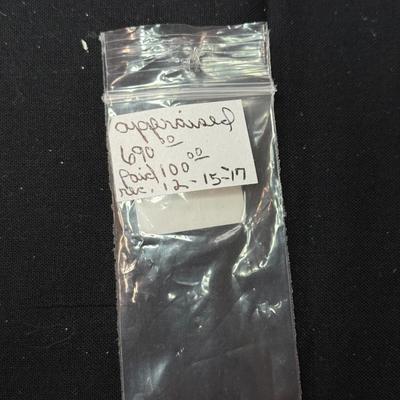 appraised
690 00
paid 100 00
rec. 12-15-17